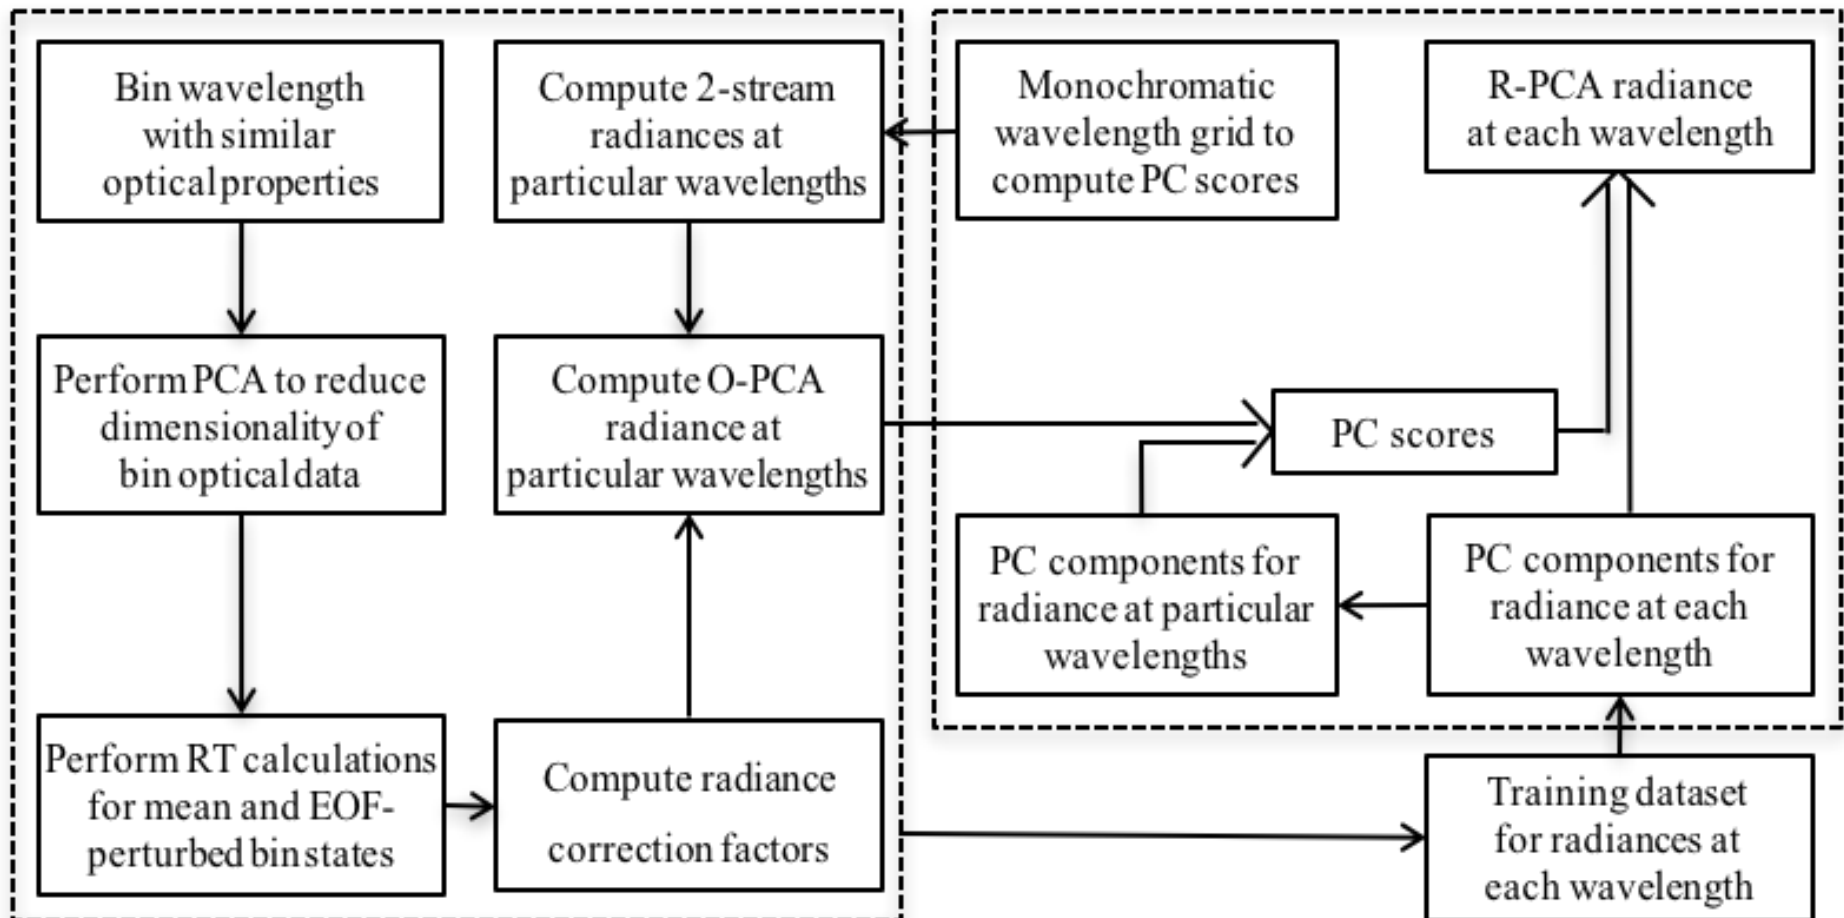 Bin wavelength
with similar
optical properties
Perform PCA to reduce
dimensionality of
bin optical data
Perform RT calculations
for mean and EOF-
perturbed bin states
Compute 2-stream
radiances at
particular wavelengths
Compute O-PCA
radiance at
particular wavelengths
Compute radiance
correction factors
Monochromatic
wavelength grid to
compute PC scores
R-PCA radiance
at each wavelength
PC scores
PC components for
radiance at particular
wavelengths
PC components for
radiance at each
wavelength
Training dataset
for radiances at
each wavelength